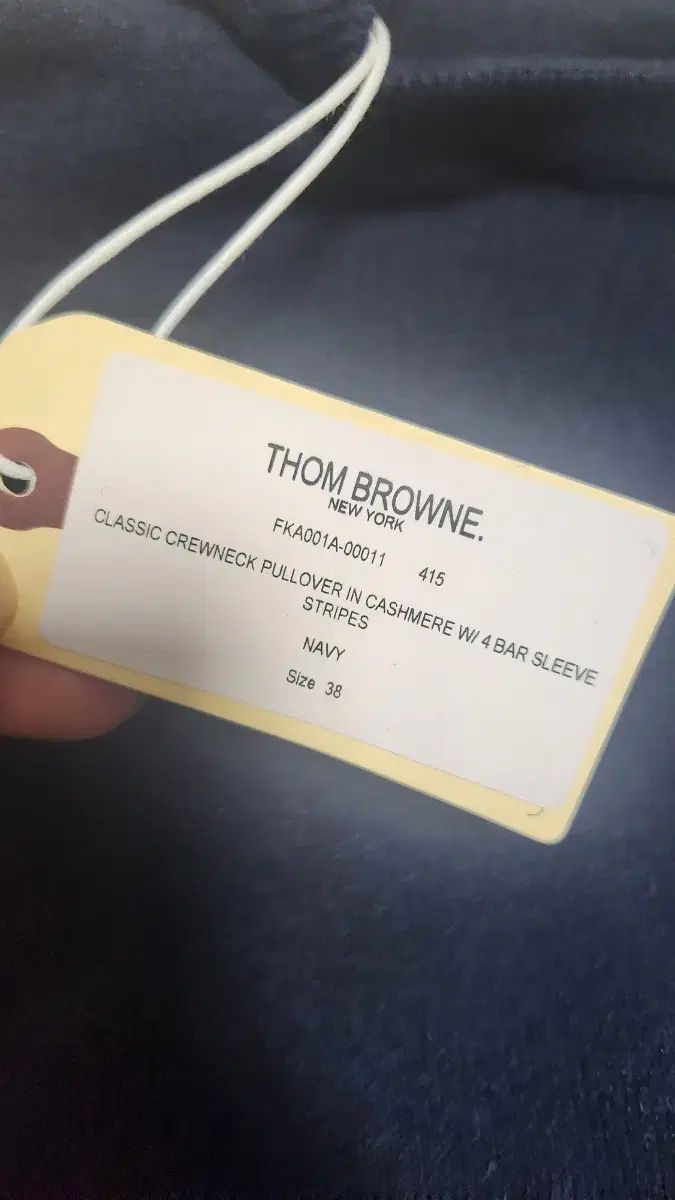 THOM BROWNE.
NEW YORK
FKA001A-00011 415
CLASSIC CREWNECK PULLOVER IN CASHMERE W/ 4 BAR SLEEVE
STRIPES
NAVY
Size 38